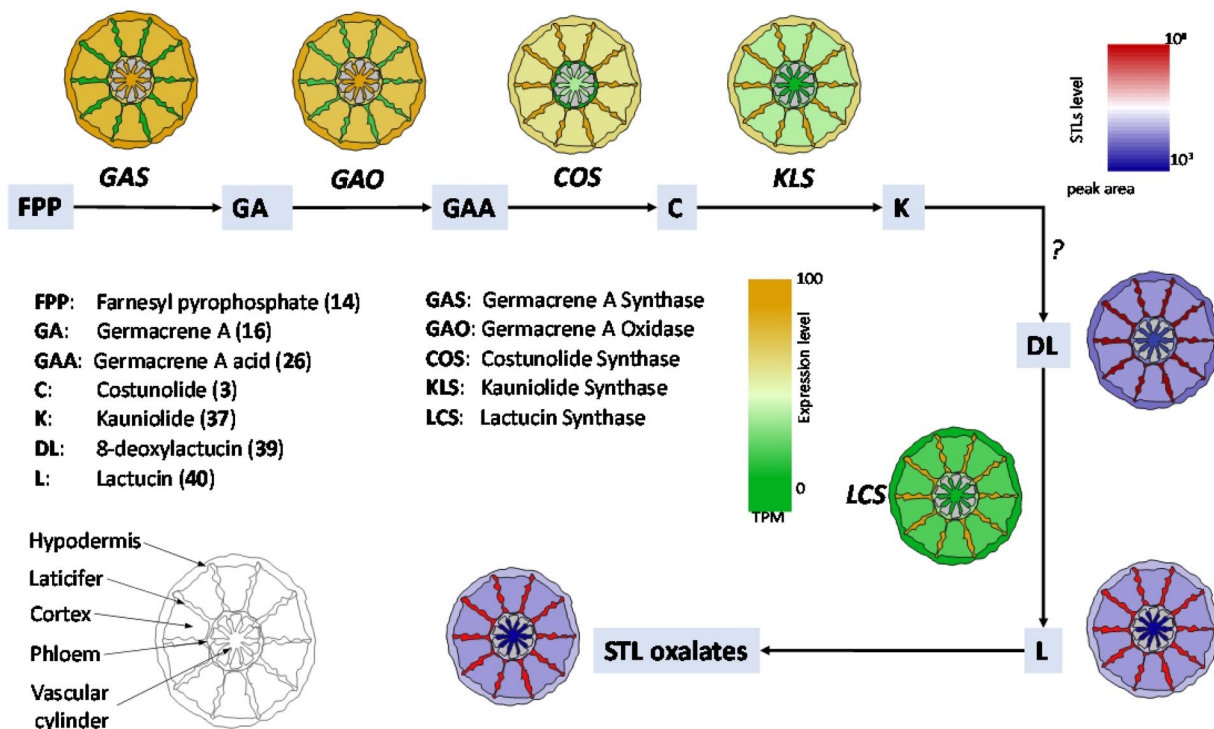 GAS
GAO
COS
KLS
10⁸
STLs level
10³
peak area
FPP
GA
GAA
C
K
?
FPP: Farnesyl pyrophosphate (14)
GA: Germacrene A (16)
GAA: Germacrene A acid (26)
C: Costunolide (3)
K: Kauniolide (37)
DL: 8-deoxylactucin (39)
L: Lactucin (40)
GAS: Germacrene A Synthase
GAO: Germacrene A Oxidase
COS: Costunolide Synthase
KLS: Kauniolide Synthase
LCS: Lactucin Synthase
100
Expression level
0
TPM
DL
LCS
Hypodermis
Laticifer
Cortex
Phloem
Vascular
cylinder
STL oxalates
L